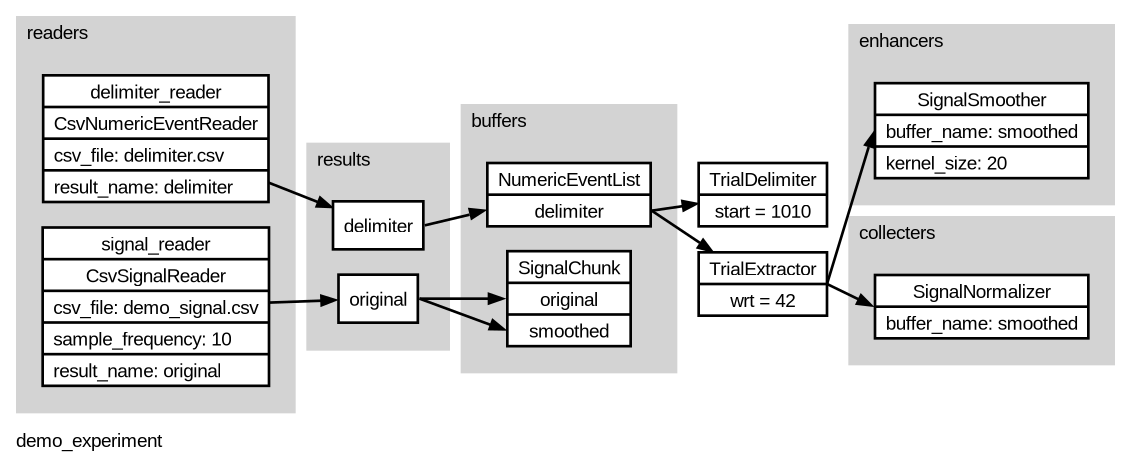 readers
delimiter_reader
CsvNumericEventReader
csv_file: delimiter.csv
result_name: delimiter
signal_reader
CsvSignalReader
csv_file: demo_signal.csv
sample_frequency: 10
result_name: original
results
delimiter
original
buffers
NumericEventList
delimiter
SignalChunk
original
smoothed
TrialDelimiter
start = 1010
TrialExtractor
wrt = 42
enhancers
SignalSmoother
buffer_name: smoothed
kernel_size: 20
collecters
SignalNormalizer
buffer_name: smoothed
demo_experiment